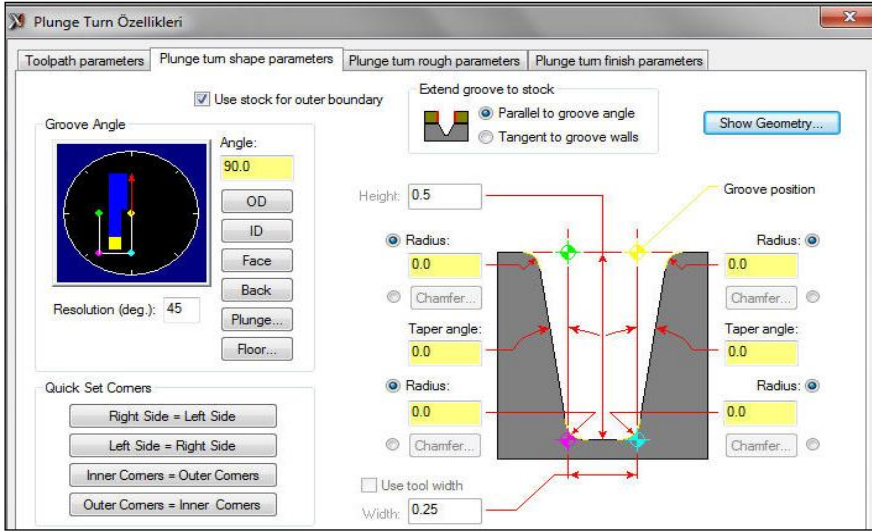 Plunge Turn Özellikleri
Toolpath parameters
Plunge turn shape parameters
Plunge turn rough parameters
Plunge turn finish parameters
Use stock for outer boundary
Extend groove to stock
Parallel to groove angle
Tangent to groove walls
Show Geometry...
Groove Angle
Angle:
90.0
OD
ID
Face
Back
Plunge...
Floor...
Resolution (deg.): 45
Quick Set Corners
Right Side = Left Side
Left Side = Right Side
Inner Corners = Outer Corners
Outer Corners = Inner Corners
Height: 0.5
Groove position
Radius:
0.0
Chamfer...
Taper angle:
0.0
Radius:
0.0
Chamfer...
Radius:
0.0
Chamfer...
Taper angle:
0.0
Radius:
0.0
Chamfer...
Use tool width
Width: 0.25